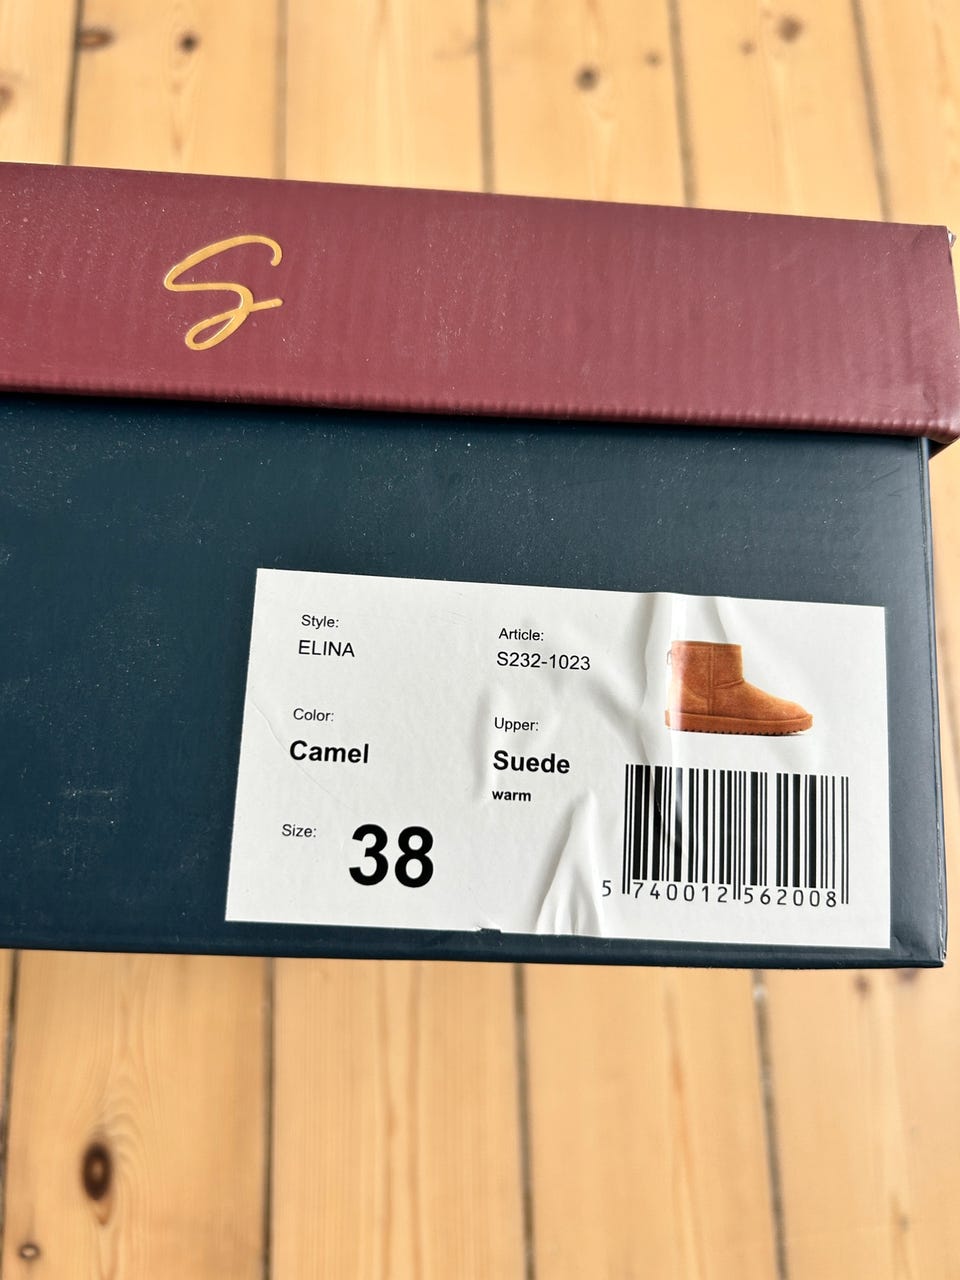 S
Style:
ELINA
Article:
S232-1023
Color:
Camel
Upper:
Suede
warm
Size:
38
5 740012 562008